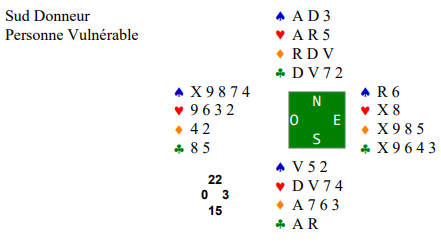 Sud Donneur
Personne Vulnérable
♠ A D 3
♥ A R 5
♦ R D V
♣ D V 7 2
♠ X 9 8 7 4
♥ 9 6 3 2
♦ 4 2
♣ 8 5
N
O E
S
♠ R 6
♥ X 8
♦ X 9 8 5
♣ X 9 6 4 3
22
0 3
15
♠ V 5 2
♥ D V 7 4
♦ A 7 6 3
♣ A R